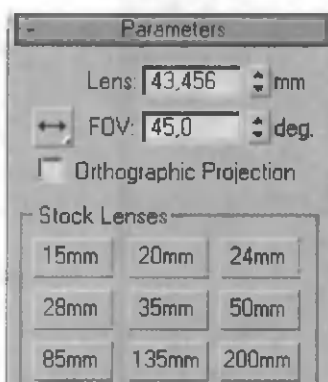 - Parameters
Lens: 43,456 mm
FOV: 45,0 deg.
Orthographic Projection
Stock Lenses
15mm 20mm 24mm
28mm 35mm 50mm
85mm 135mm 200mm